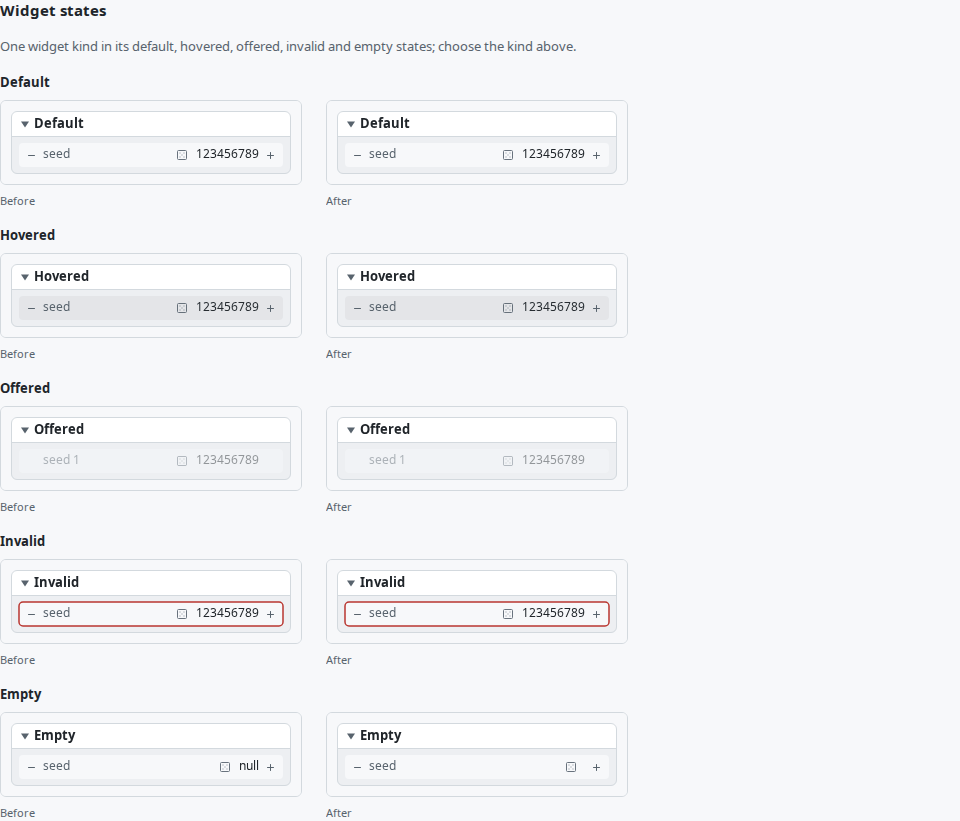 Widget states
One widget kind in its default, hovered, offered, invalid and empty states; choose the kind above.
Default
Default
Default
− seed 123456789 +
− seed 123456789 +
Before
After
Hovered
Hovered
Hovered
− seed 123456789 +
− seed 123456789 +
Before
After
Offered
Offered
Offered
seed 1 123456789
seed 1 123456789
Before
After
Invalid
Invalid
Invalid
− seed 123456789 +
− seed 123456789 +
Before
After
Empty
Empty
Empty
− seed null +
− seed +
Before
After